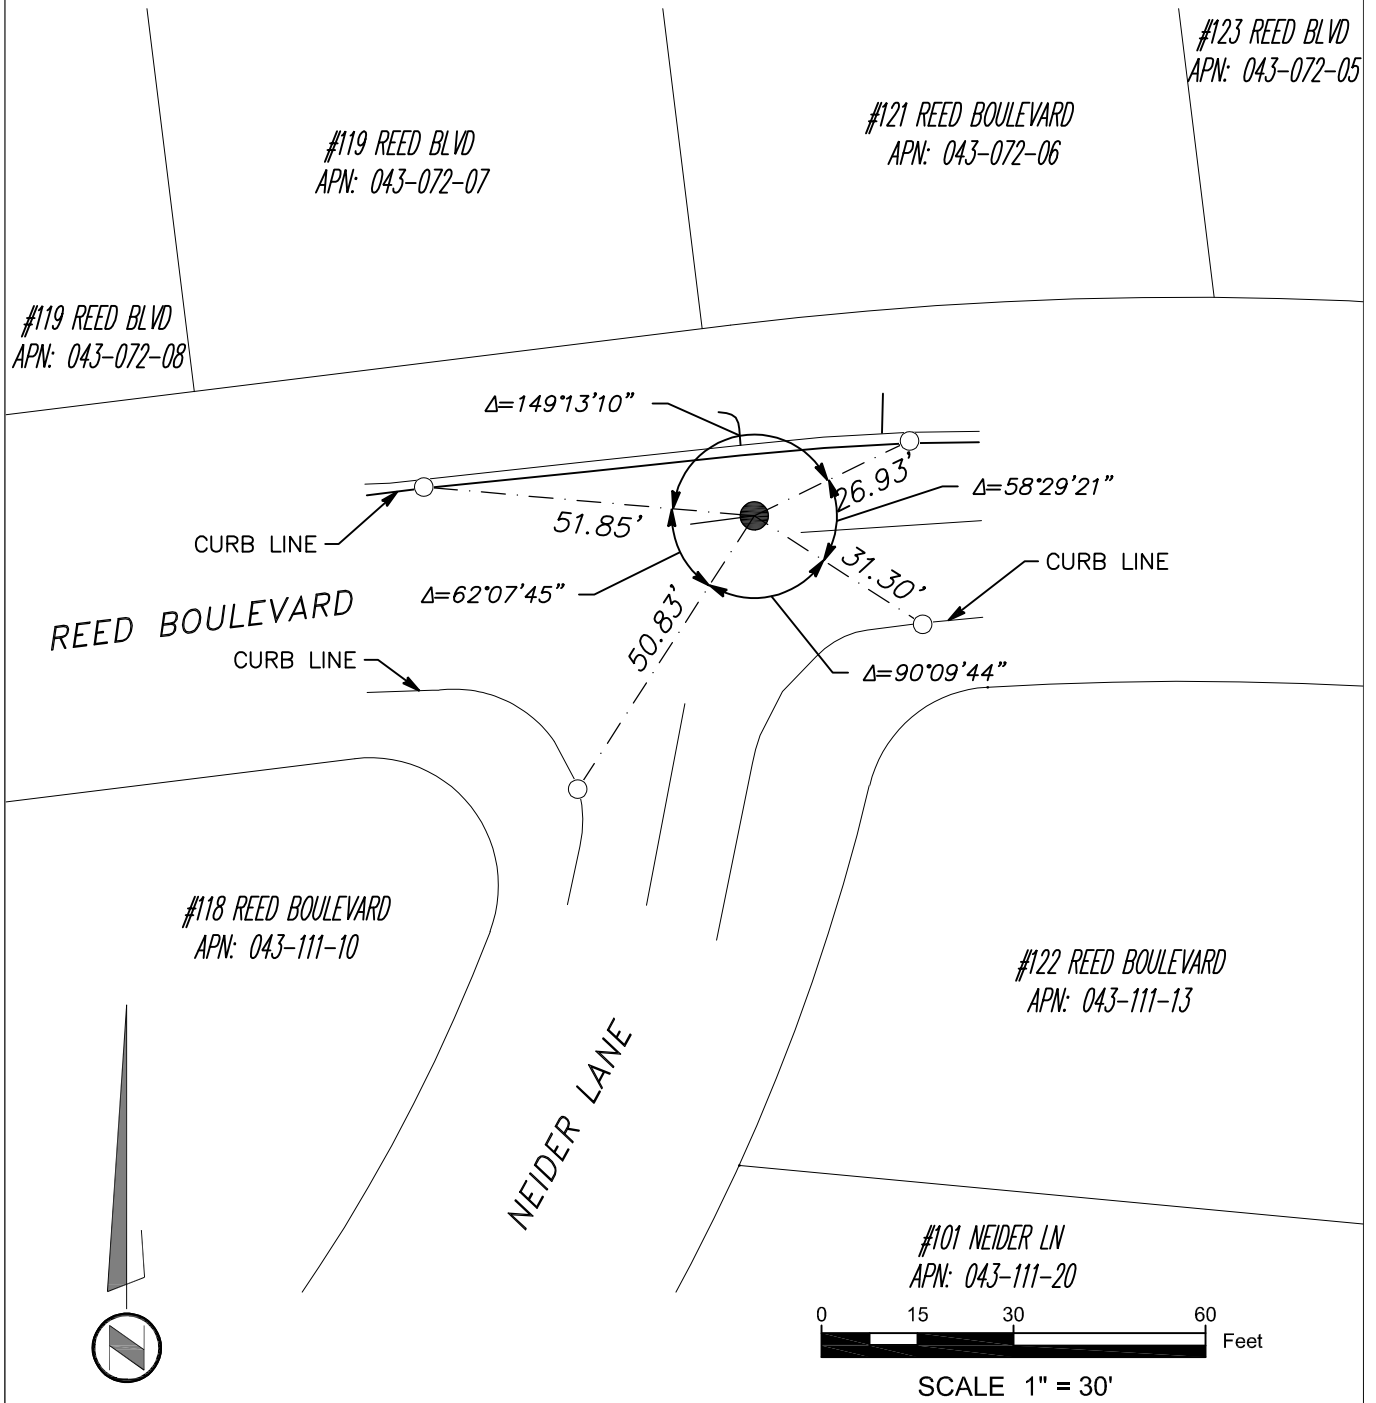 #123 REED BLVD
APN: 043-072-05
#121 REED BOULEVARD
APN: 043-072-06
#119 REED BLVD
APN: 043-072-07
#119 REED BLVD
APN: 043-072-08
Δ=149°13'10"
26.93'
Δ=58°29'21"
51.85'
CURB LINE
31.30'
CURB LINE
Δ=62°07'45"
REED BOULEVARD
50.83'
CURB LINE
Δ=90°09'44"
#118 REED BOULEVARD
APN: 043-111-10
#122 REED BOULEVARD
APN: 043-111-13
NEIDER LANE
#101 NEIDER LN
APN: 043-111-20
0 15 30 60
Feet
SCALE 1" = 30'
N